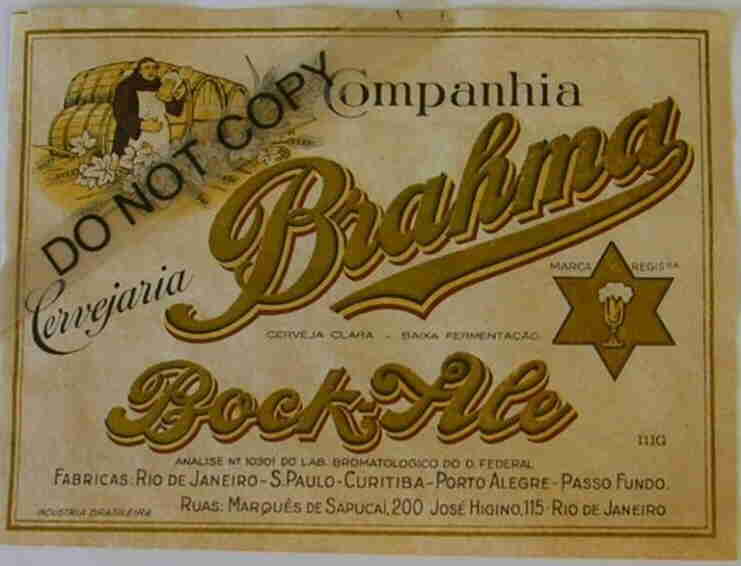 DO NOT COPY
Companhia
Cervejaria
Brahma
MARCA REGISRA
CERVEJA CLARA - BAIXA FERMENTAÇÃO.
Bock-Ale
IIIG
ANALISE Nº 10301 DO LAB. BROMATOLOGICO DO D. FEDERAL
FABRICAS: RIO DE JANEIRO - S. PAULO - CURITIBA - PORTO ALEGRE - PASSO FUNDO.
INDUSTRIA BRASILEIRA
RUAS: MARQUÊS DE SAPUCAÍ, 200 JOSÉ HIGINO, 115 - RIO DE JANEIRO